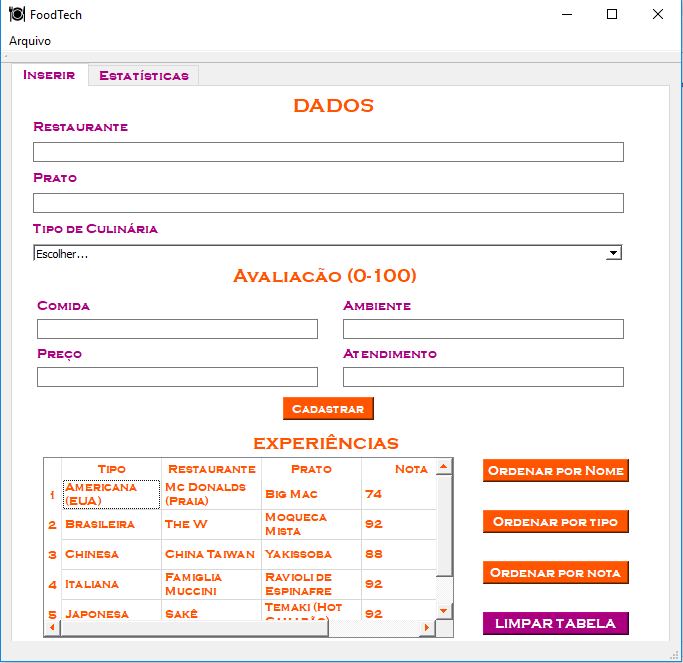 FoodTech
Arquivo
Inserir Estatísticas
DADOS
Restaurante
Prato
Tipo de Culinária
Escolher...
Avaliacão (0-100)
Comida Ambiente
Preço Atendimento
Cadastrar
EXPERIÊNCIAS
Tipo Restaurante Prato Nota
1 Americana (EUA) Mc Donalds (Praia) Big Mac 74
2 Brasileira The W Moqueca Mista 92
3 Chinesa China Taiwan Yakissoba 88
4 Italiana Famiglia Muccini Ravioli de Espinafre 92
5 Japonesa Sakê Temaki (Hot 92
Ordenar por Nome
Ordenar por tipo
Ordenar por nota
LIMPAR TABELA